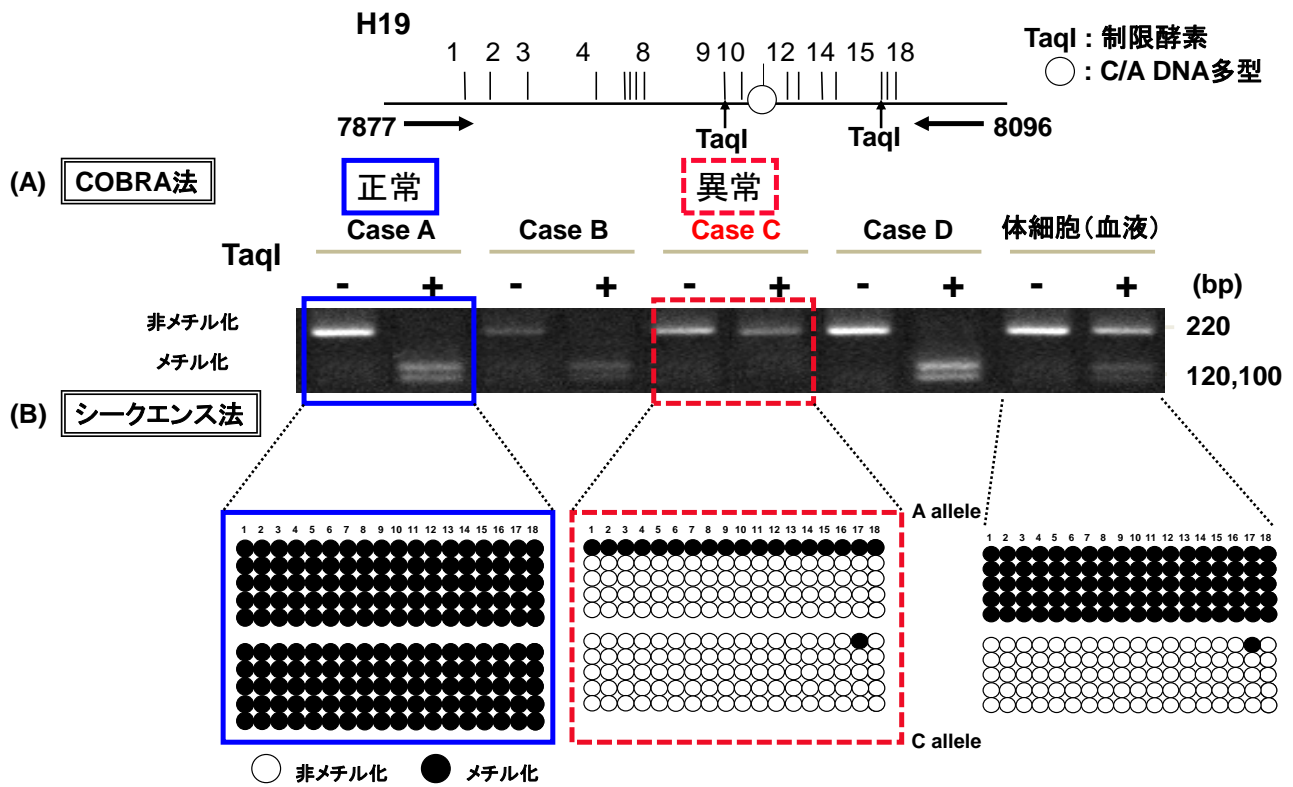 H19
1 2 3 4 8 9 10 12 14 15 18
TaqI : 制限酵素
: C/A DNA多型
7877
TaqI
TaqI
8096
(A) COBRA法
正常
異常
Case A Case B Case C Case D 体細胞(血液)
TaqI
- + - + - + - + - + (bp)
非メチル化
220
メチル化
120,100
(B) シークエンス法
A allele
1 2 3 4 5 6 7 8 9 10 11 12 13 14 15 16 17 18
1 2 3 4 5 6 7 8 9 10 11 12 13 14 15 16 17 18
1 2 3 4 5 6 7 8 9 10 11 12 13 14 15 16 17 18
C allele
非メチル化 メチル化